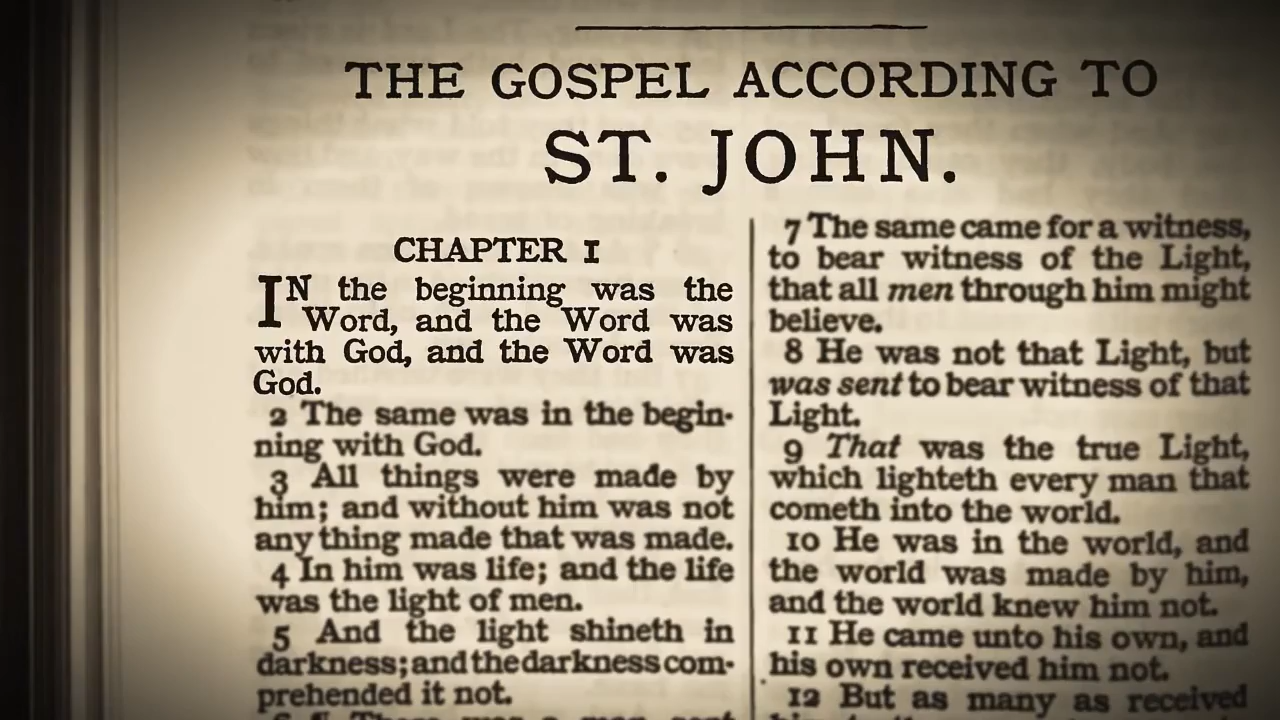 THE GOSPEL ACCORDING TO
ST. JOHN.
CHAPTER I
IN the beginning was the
Word, and the Word was
with God, and the Word was
God.
2 The same was in the begin-
ning with God.
3 All things were made by
him; and without him was not
any thing made that was made.
4 In him was life; and the life
was the light of men.
5 And the light shineth in
darkness; and the darkness com-
prehended it not.
There was a man sent
7 The same came for a witness,
to bear witness of the Light,
that all men through him might
believe.
8 He was not that Light, but
was sent to bear witness of that
Light.
9 That was the true Light,
which lighteth every man that
cometh into the world.
10 He was in the world, and
the world was made by him,
and the world knew him not.
11 He came unto his own, and
his own received him not.
12 But as many as received